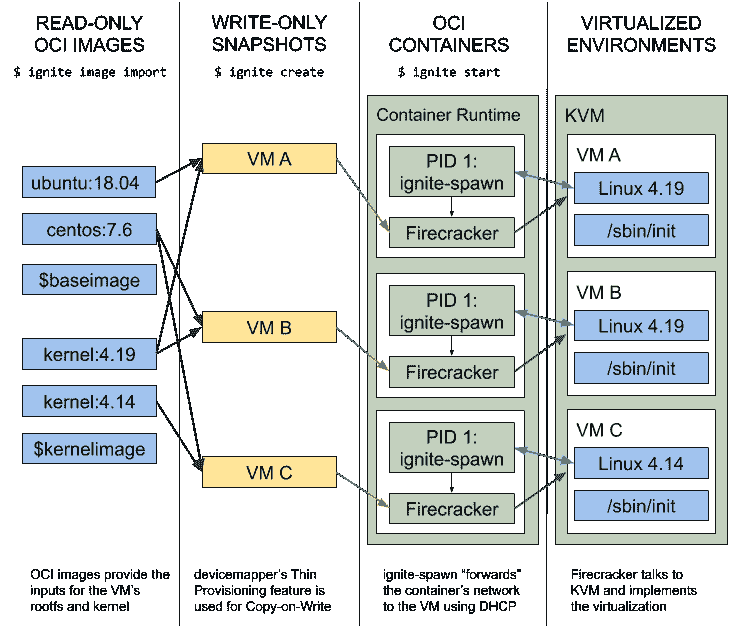 READ-ONLY
OCI IMAGES
$ ignite image import
ubuntu:18.04
centos:7.6
$baseimage
kernel:4.19
kernel:4.14
$kernelimage
OCI images provide the
inputs for the VM's
rootfs and kernel
WRITE-ONLY
SNAPSHOTS
$ ignite create
VM A
VM B
VM C
devicemapper's Thin
Provisioning feature is
used for Copy-on-Write
OCI
CONTAINERS
$ ignite start
Container Runtime
PID 1:
ignite-spawn
Firecracker
PID 1:
ignite-spawn
Firecracker
PID 1:
ignite-spawn
Firecracker
ignite-spawn "forwards"
the container's network
to the VM using DHCP
VIRTUALIZED
ENVIRONMENTS
KVM
VM A
Linux 4.19
/sbin/init
VM B
Linux 4.19
/sbin/init
VM C
Linux 4.14
/sbin/init
Firecracker talks to
KVM and implements
the virtualization